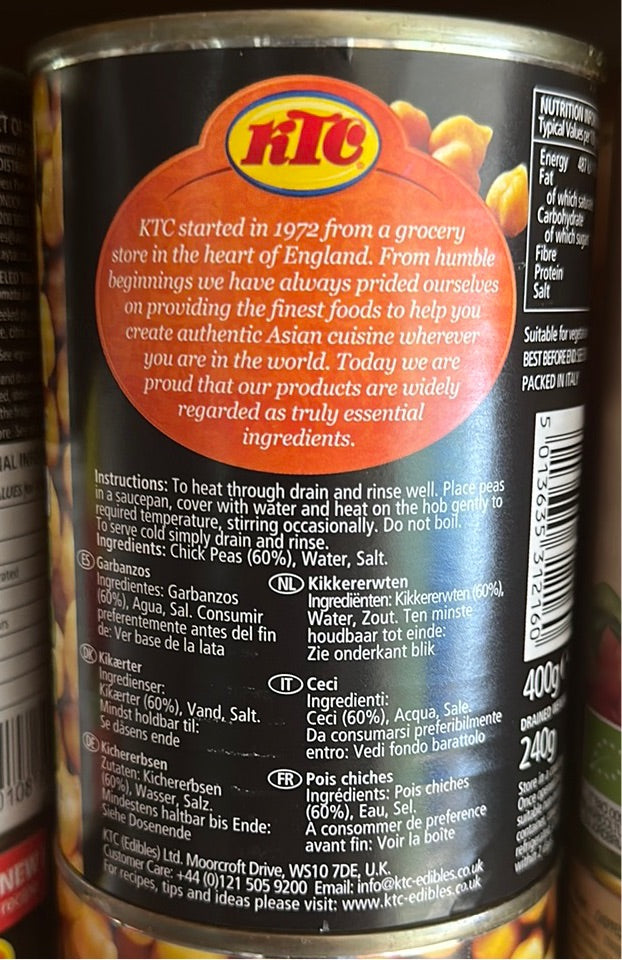 KTC
KTC started in 1972 from a grocery
store in the heart of England. From humble
beginnings we have always prided ourselves
on providing the finest foods to help you
create authentic Asian cuisine wherever
you are in the world. Today we are
proud that our products are widely
regarded as truly essential
ingredients.
Instructions: To heat through drain and rinse well. Place peas
in a saucepan, cover with water and heat on the hob gently to
required temperature, stirring occasionally. Do not boil.
To serve cold simply drain and rinse.
Ingredients: Chick Peas (60%), Water, Salt.
ES Garbanzos
Ingredientes: Garbanzos
(60%), Agua, Sal. Consumir
preferentemente antes del fin
de: Ver base de la lata
DK Kikærter
Ingredienser:
Kikærter (60%), Vand, Salt.
Mindst holdbar til:
Se dåsens ende
DE Kichererbsen
Zutaten: Kichererbsen
(60%), Wasser, Salz.
Mindestens haltbar bis Ende:
Siehe Dosenende
NL Kikkererwten
Ingrediënten: Kikkererwten (60%),
Water, Zout. Ten minste
houdbaar tot einde:
Zie onderkant blik
IT Ceci
Ingredienti:
Ceci (60%), Acqua, Sale.
Da consumarsi preferibilmente
entro: Vedi fondo barattolo
FR Pois chiches
Ingrédients: Pois chiches
(60%), Eau, Sel.
A consommer de preference
avant fin: Voir la boîte
KTC (Edibles) Ltd. Moorcroft Drive, WS10 7DE, U.K.
Customer Care: +44 (0)121 505 9200 Email: info@ktc-edibles.co.uk
For recipes, tips and ideas please visit: www.ktc-edibles.co.uk
NUTRITION
Typical Values per
Energy
Fat
of which
Carbohydrate
of which
Fibre
Protein
Salt
Suitable for
BEST BEFORE END
PACKED IN ITALY
5 013635 312160
400g
DRAINED
240g
Store in
Once
NEW